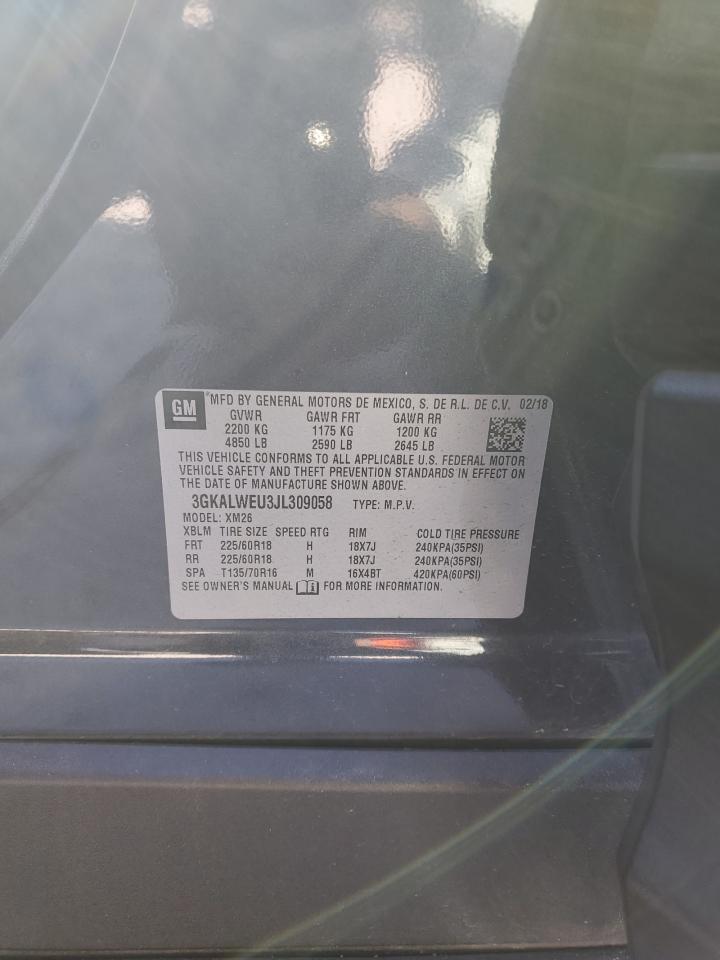 GM *MFD BY GENERAL MOTORS DE MEXICO, S. DE R.L. DE C.V. 02/18
GVWR GAWR FRT GAWR RR
2200 KG 1175 KG 1200 KG
4850 LB 2590 LB 2645 LB
THIS VEHICLE CONFORMS TO ALL APPLICABLE U.S. FEDERAL MOTOR
VEHICLE SAFETY AND THEFT PREVENTION STANDARDS IN EFFECT ON
THE DATE OF MANUFACTURE SHOWN ABOVE.
3GKALWEU3JL309058 TYPE: M.P.V.
MODEL: XM26
XBLM TIRE SIZE SPEED RTG RIM COLD TIRE PRESSURE
FRT 225/60R18 H 18X7J 240KPA(35PSI)
RR 225/60R18 H 18X7J 240KPA(35PSI)
SPA T135/70R16 M 16X4BT 420KPA(60PSI)
SEE OWNER'S MANUAL i FOR MORE INFORMATION.